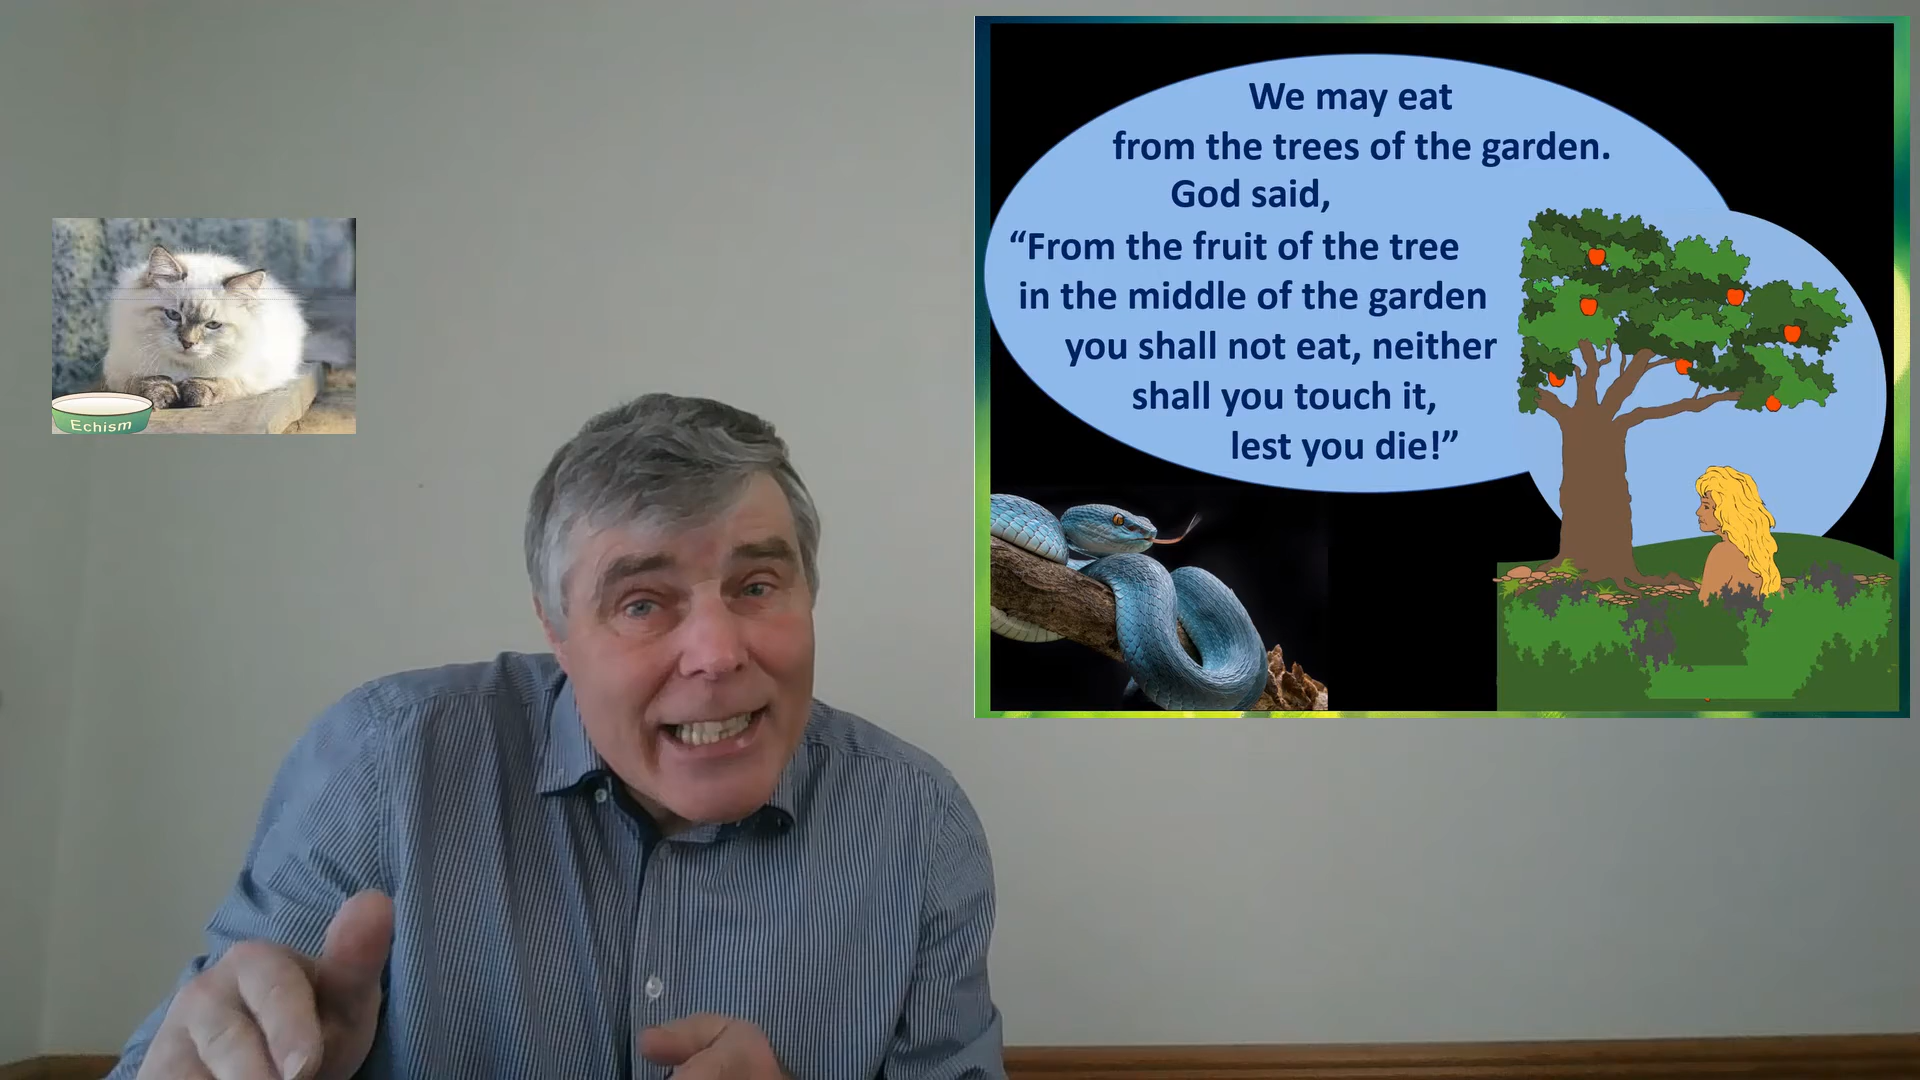 We may eat
from the trees of the garden.
God said,
“From the fruit of the tree
in the middle of the garden
you shall not eat, neither
shall you touch it,
lest you die!”
Echism